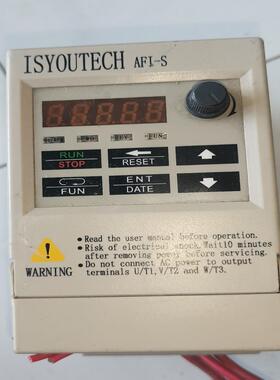 ISYOUTECH AFI-S
FUN
RUN
STOP
RESET
FUN
ENT
DATE
WARNING
Read the user manual before operation.
Risk of electrical shock. Wait10 minutes
after removing power before servicing.
Do not connect AC power to output
terminals U/T1,V/T2 and W/T3.